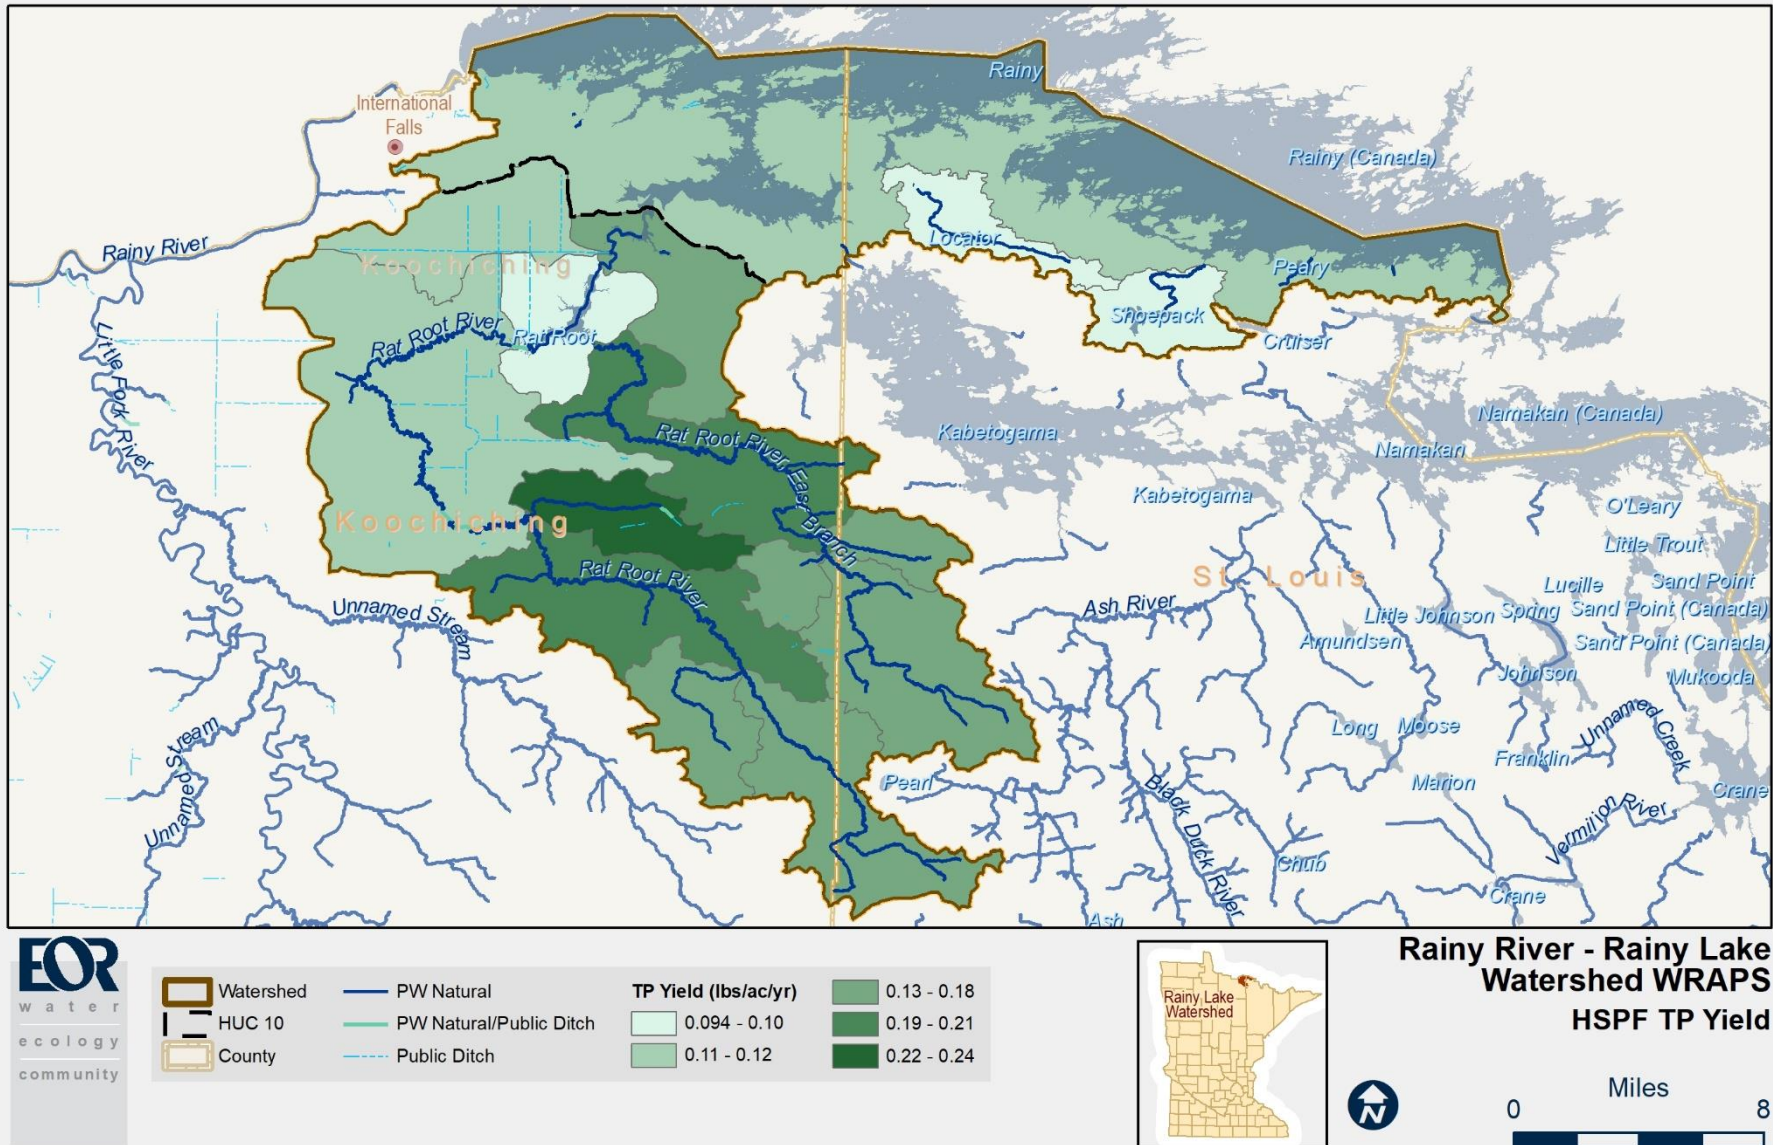 International
Falls
Rainy
Rainy (Canada)
Rainy River
Locator
Peary
Koochiching
Shoepack
Rat Root River
Rat Root
Cruiser
Little Fork River
Namakan (Canada)
Rat Root River, East Branch
Kabetogama
Namakan
Kabetogama
O'Leary
Koochiching
Little Trout
Rat Root River
St. Louis
Lucille
Sand Point
Unnamed Stream
Ash River
Little Johnson
Spring
Sand Point (Canada)
Amundsen
Sand Point (Canada)
Johnson
Mukooda
Unnamed Stream
Long
Moose
Unnamed Creek
Franklin
Pearl
Marion
Crane
Black Duck River
Vermilion River
Chub
Crane
Ash
EOR
water
ecology
community
Watershed
HUC 10
County
PW Natural
PW Natural/Public Ditch
Public Ditch
TP Yield (lbs/ac/yr)
0.094 - 0.10
0.11 - 0.12
0.13 - 0.18
0.19 - 0.21
0.22 - 0.24
Rainy Lake
Watershed
Rainy River - Rainy Lake
Watershed WRAPS
HSPF TP Yield
N
Miles
0 8